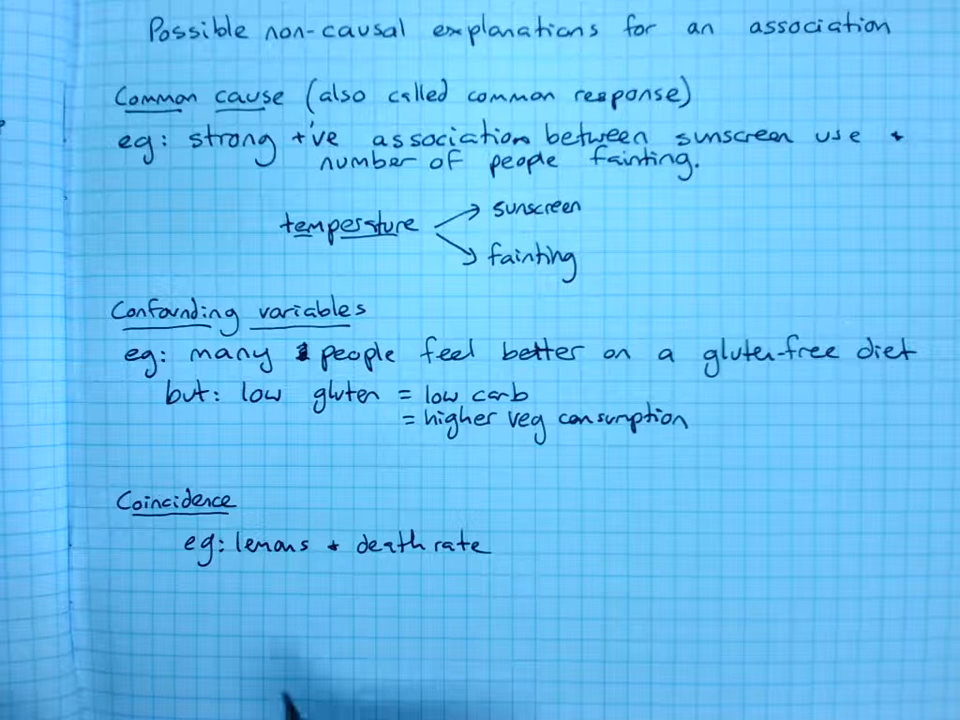 Possible non-causal explanations for an association
Common cause (also called common response)
eg: strong +'ve association between sunscreen use +
number of people fainting.
temperature
sunscreen
fainting
Confounding variables
eg: many people feel better on a gluten-free diet
but: low gluten = low carb
= higher veg consumption
Coincidence
eg: lemons + death rate